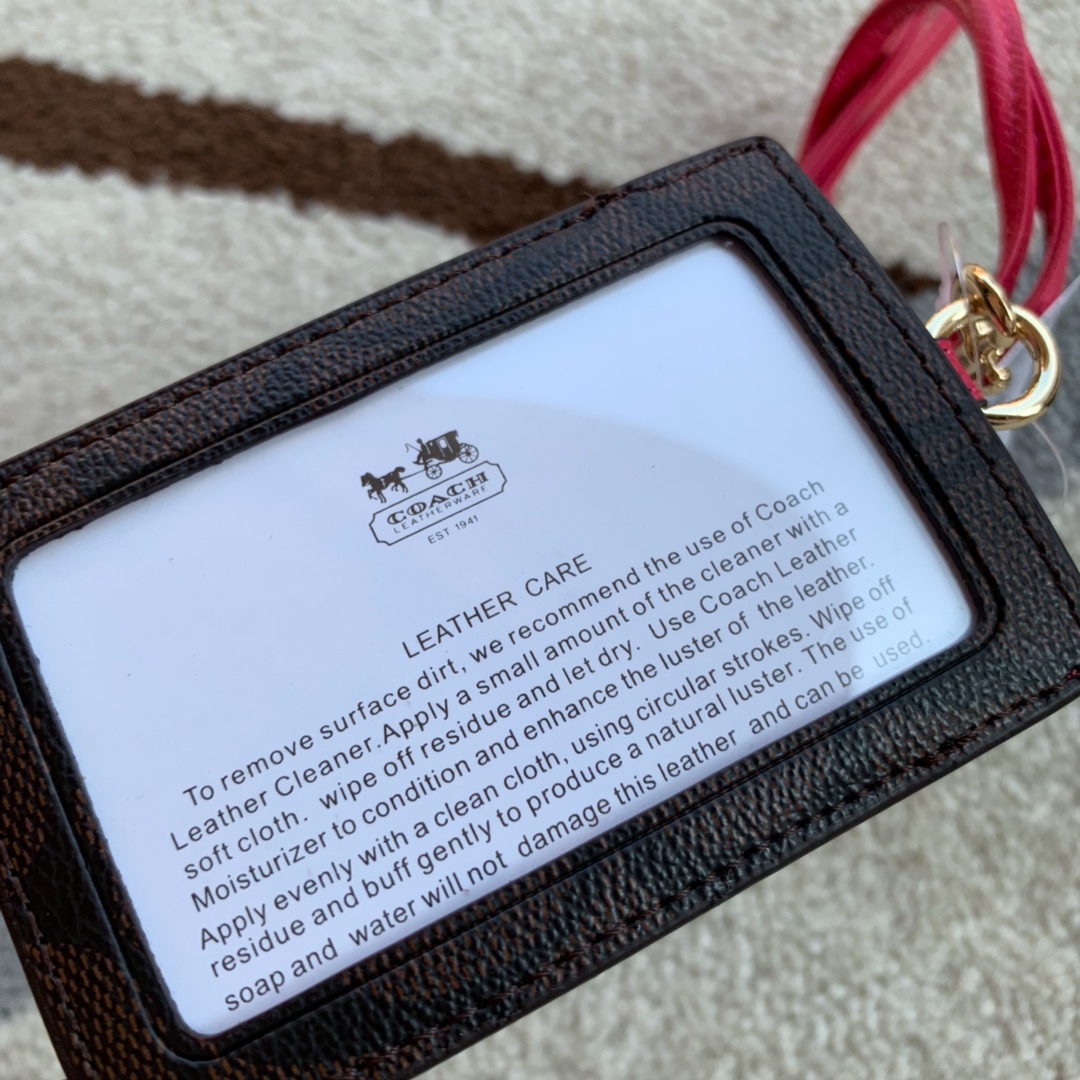 COACH
LEATHERWARE
EST 1941
LEATHER CARE
To remove surface dirt, we recommend the use of Coach
Leather Cleaner.Apply a small amount of the cleaner with a
soft cloth. wipe off residue and let dry. Use Coach Leather
Moisturizer to condition and enhance the luster of the leather.
Apply evenly with a clean cloth, using circular strokes. Wipe off
residue and buff gently to produce a natural luster. The use of
soap and water will not damage this leather and can be used.